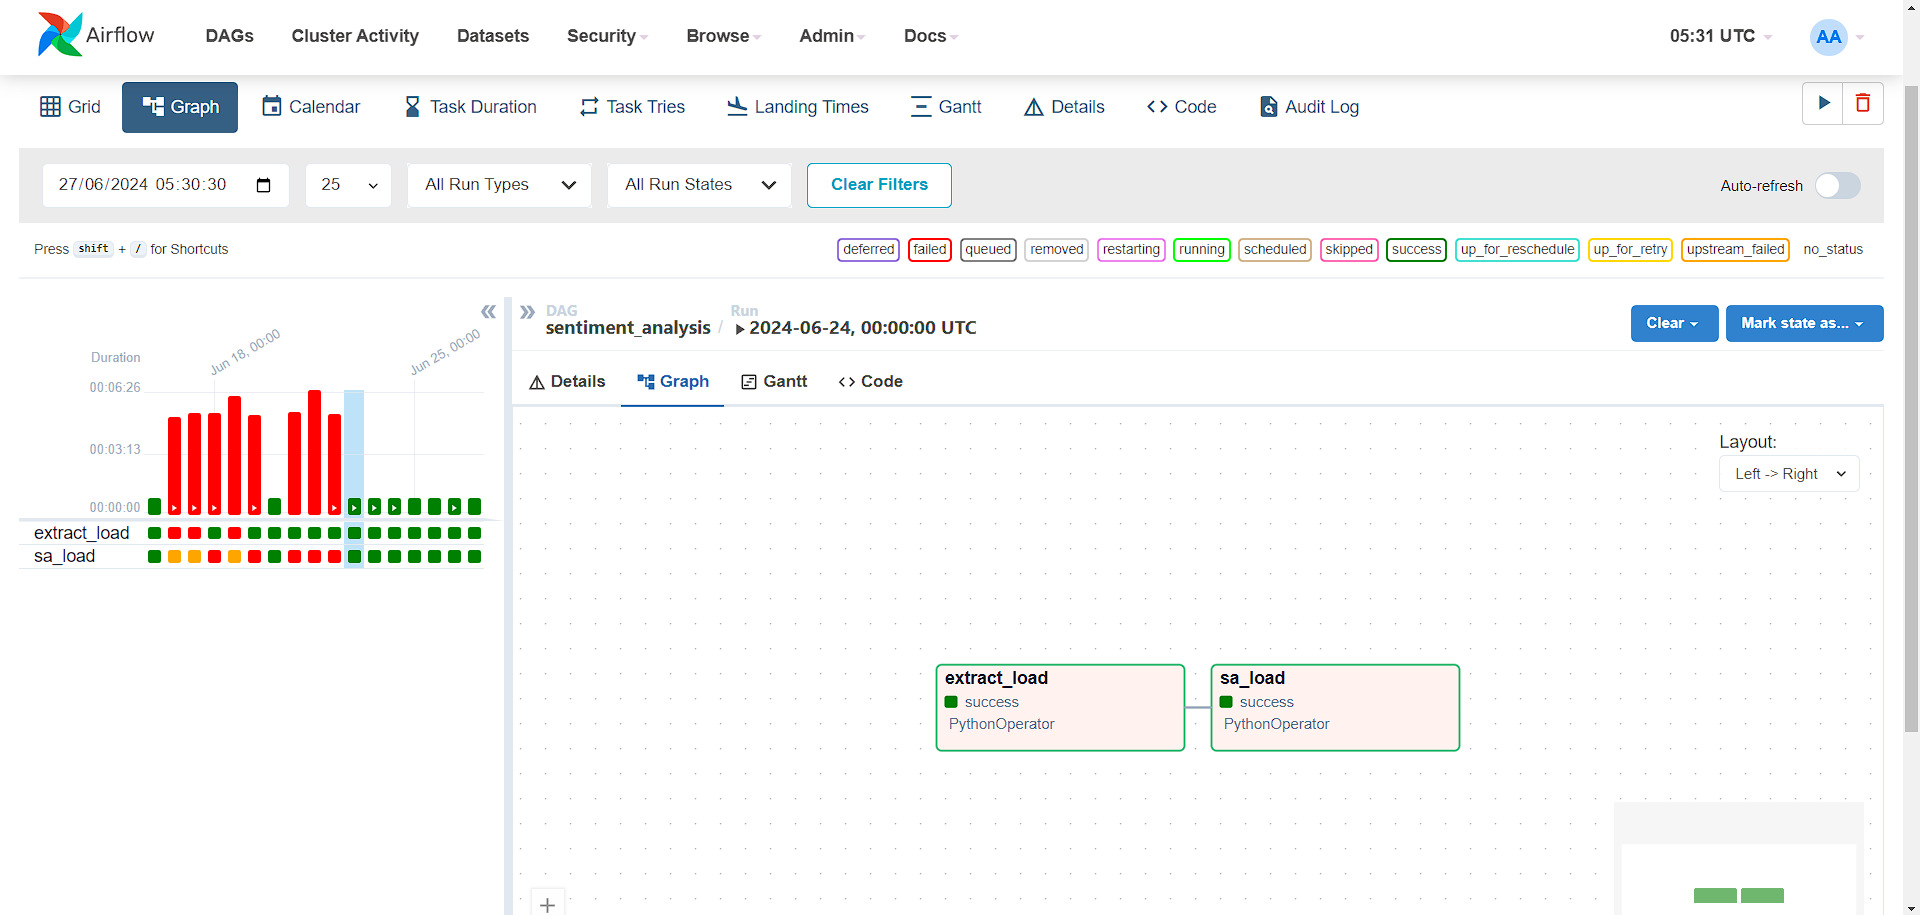 Airflow DAGs Cluster Activity Datasets Security Browse Admin Docs 05:31 UTC AA
Grid Graph Calendar Task Duration Task Tries Landing Times Gantt Details <> Code Audit Log
27/06/2024 05:30:30 25 All Run Types All Run States Clear Filters Auto-refresh
Press shift + / for Shortcuts deferred failed queued removed restarting running scheduled skipped success up_for_reschedule up_for_retry upstream_failed no_status
DAG
sentiment_analysis
/
Run
2024-06-24, 00:00:00 UTC
Clear
Mark state as...
Jun 18, 00:00 Jun 25, 00:00
Duration
00:06:26
00:03:13
00:00:00
extract_load
sa_load
Details Graph Gantt <> Code
Layout:
Left -> Right
extract_load
success
PythonOperator
sa_load
success
PythonOperator
+